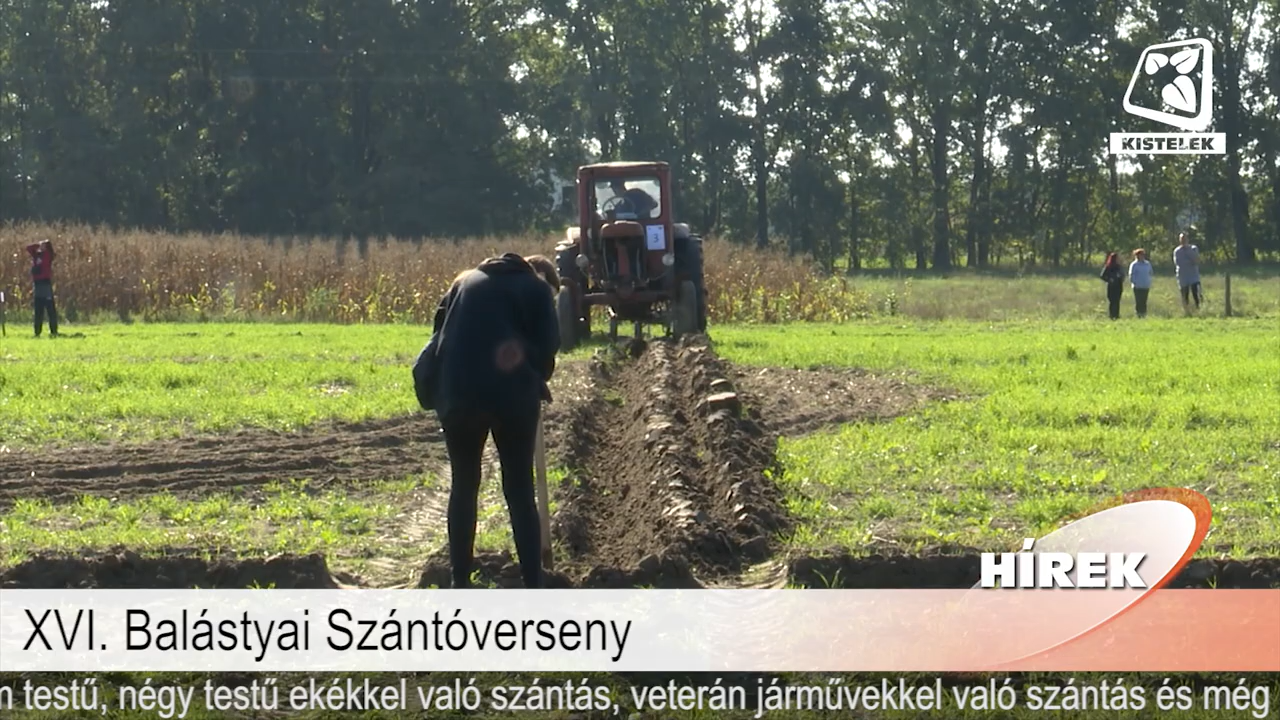 KISTELEK
3
HÍREK
XVI. Balástyai Szántóverseny
testű, négy testű ekékkel való szántás, veterán járművekkel való szántás és még